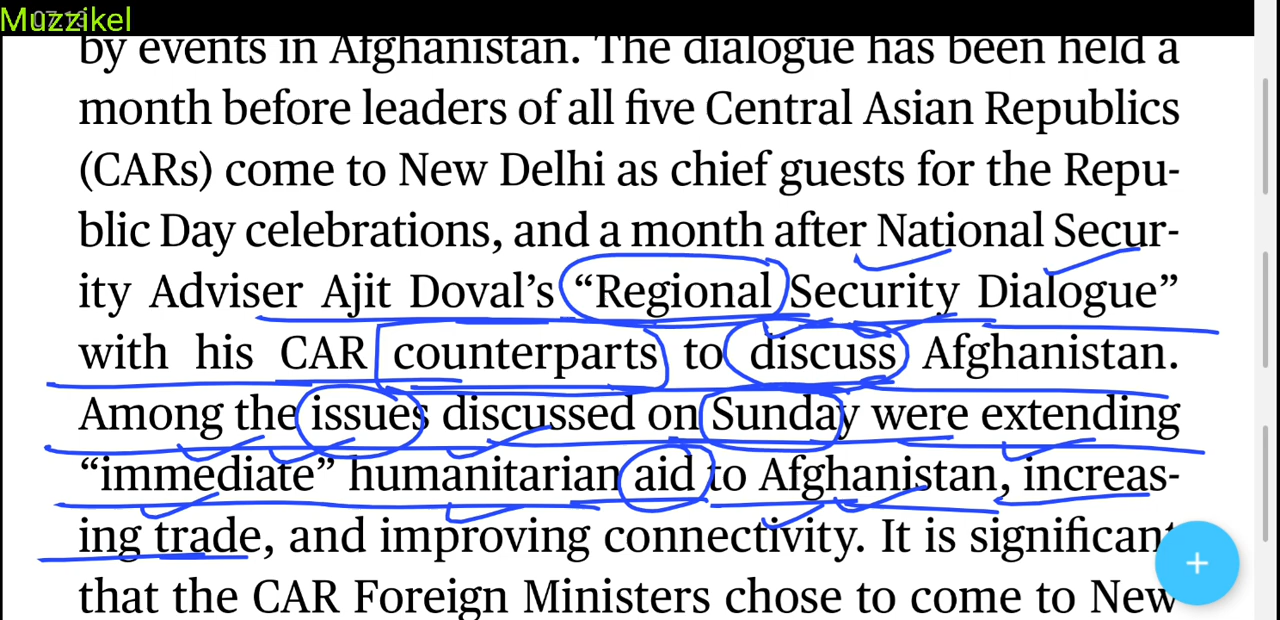 Muzzikel
by events in Afghanistan. The dialogue has been held a
month before leaders of all five Central Asian Republics
(CARs) come to New Delhi as chief guests for the Repu-
blic Day celebrations, and a month after National Secur-
ity Adviser Ajit Doval’s “Regional Security Dialogue”
with his CAR counterparts to discuss Afghanistan.
Among the issues discussed on Sunday were extending
“immediate” humanitarian aid to Afghanistan, increas-
ing trade, and improving connectivity. It is significant
that the CAR Foreign Ministers chose to come to New
+